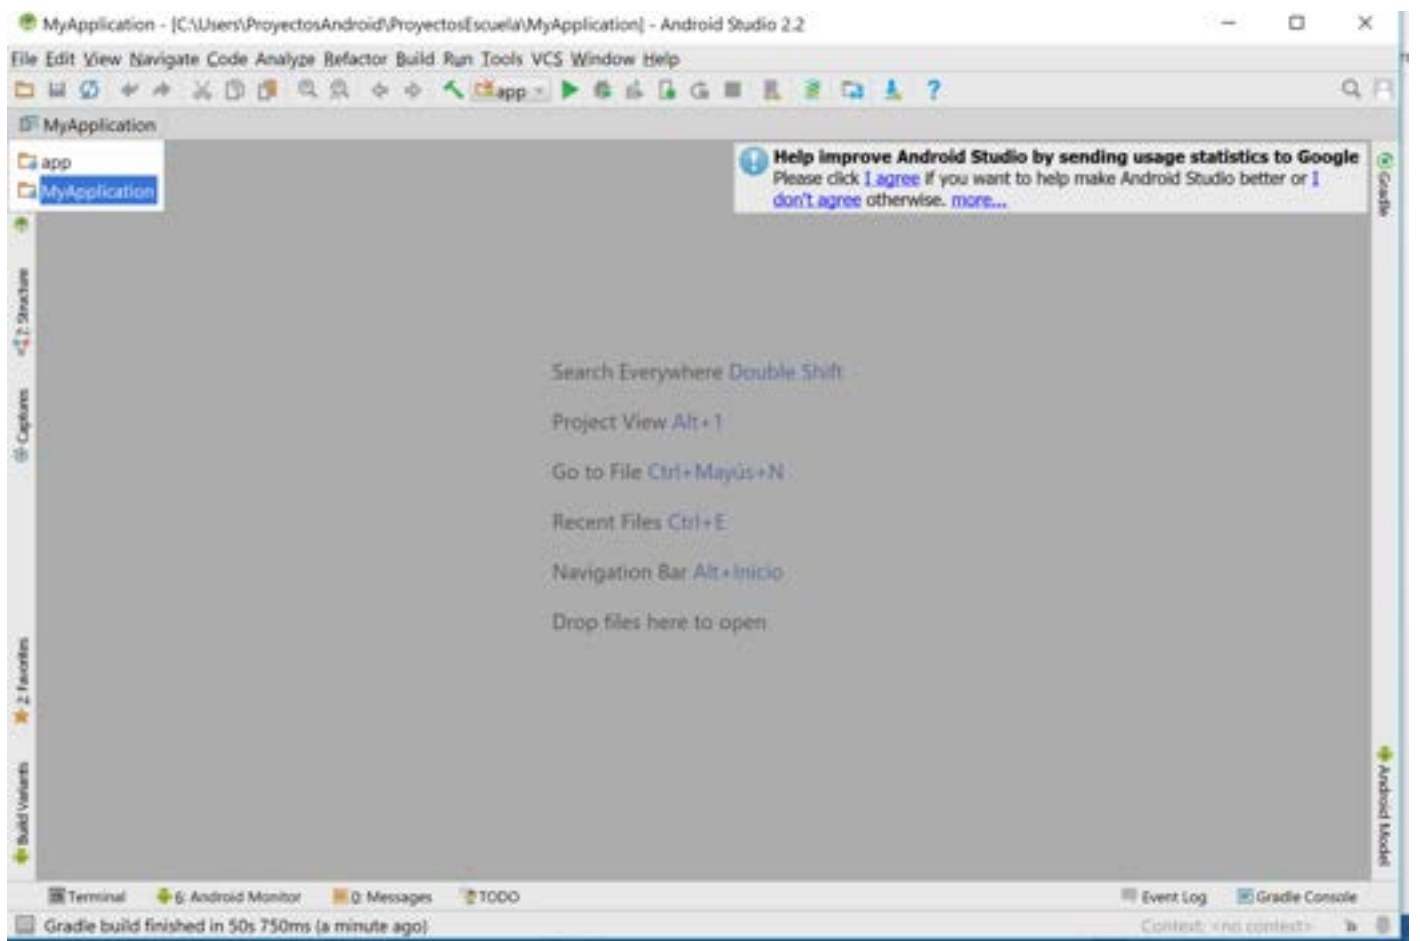 MyApplication - [C:\Users\ProyectosAndroid\ProyectosEscuela\MyApplication] - Android Studio 2.2
File Edit View Navigate Code Analyze Refactor Build Run Tools VCS Window Help
app
MyApplication
app
MyApplication
Help improve Android Studio by sending usage statistics to Google
Please click I agree if you want to help make Android Studio better or I
don't agree otherwise. more...
Gradle
7: Structure
Captures
Search Everywhere Double Shift
Project View Alt+1
Go to File Ctrl+Mayús+N
Recent Files Ctrl+E
Navigation Bar Alt+Inicio
Drop files here to open
2: Favorites
Build Variants
Android Model
Terminal 6: Android Monitor 0: Messages TODO Event Log Gradle Console
Gradle build finished in 50s 750ms (a minute ago) Context: <no context>